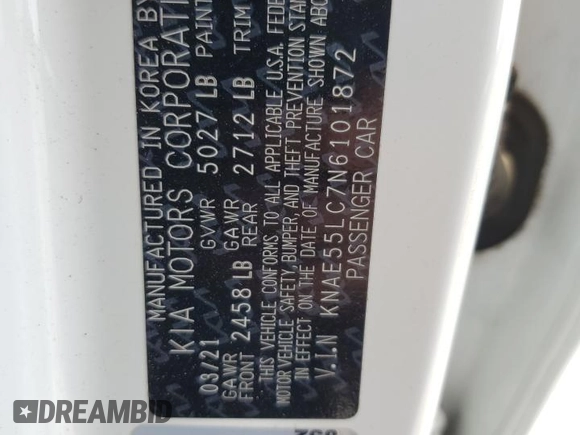 MANUFACTURED IN KOREA BY
KIA MOTORS CORPORATI
03/21 GVWR 5027 LB PAINT
GAWR FRONT 2458 LB GAWR REAR 2712 LB TRIM
THIS VEHICLE CONFORMS TO ALL APPLICABLE U.S.A. FEDE
MOTOR VEHICLE SAFETY, BUMPER, AND THEFT PREVENTION STAN
IN EFFECT ON THE DATE OF MANUFACTURE SHOWN ABO
V.I.N KNAE55LC7N6101872
PASSENGER CAR
DREAMBID